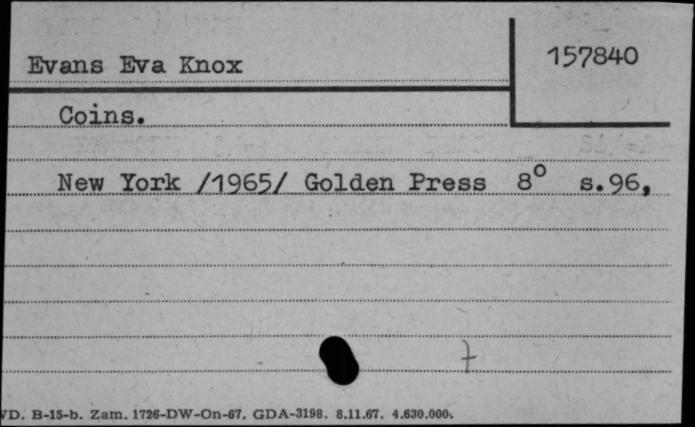 Evans Eva Knox
157840
Coins.
New York /1965/ Golden Press 8° s.96,
VD. B-15-b. Zam. 1726-DW-On-67. GDA-3198. 8.11.67. 4.630.000.